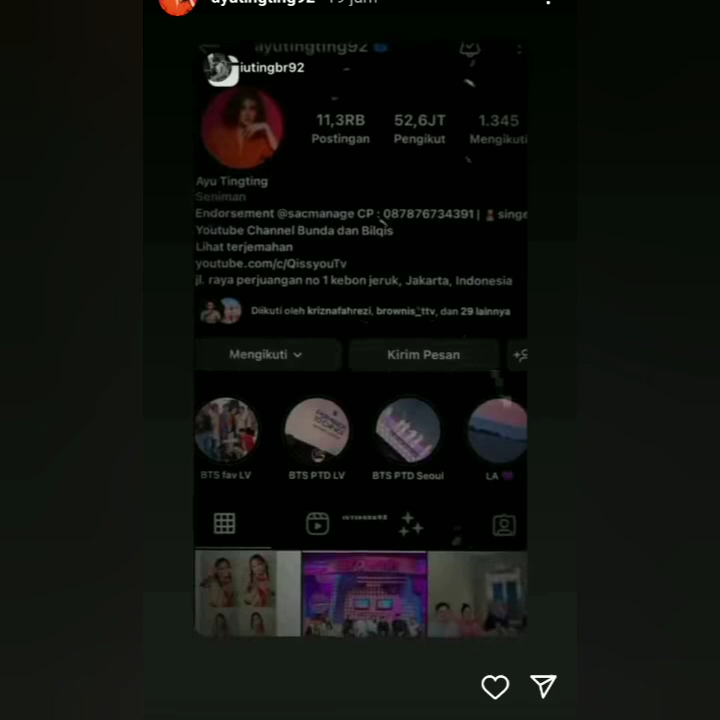 ayutingting92 19 jam
ayutingting92
iutingbr92
11,3RB 52,6JT 1.345
Postingan Pengikut Mengikuti
Ayu Tingting
Seniman
Endorsement @sacmanage CP : 087876734391 | singe
Youtube Channel Bunda dan Bilqis
Lihat terjemahan
youtube.com/c/QissyouTv
jl. raya perjuangan no 1 kebon jeruk, Jakarta, Indonesia
Diikuti oleh kriznafahrezi, brownis_ttv, dan 29 lainnya
Mengikuti Kirim Pesan
BTS fav LV BTS PTD LV BTS PTD Seoul LA 💜